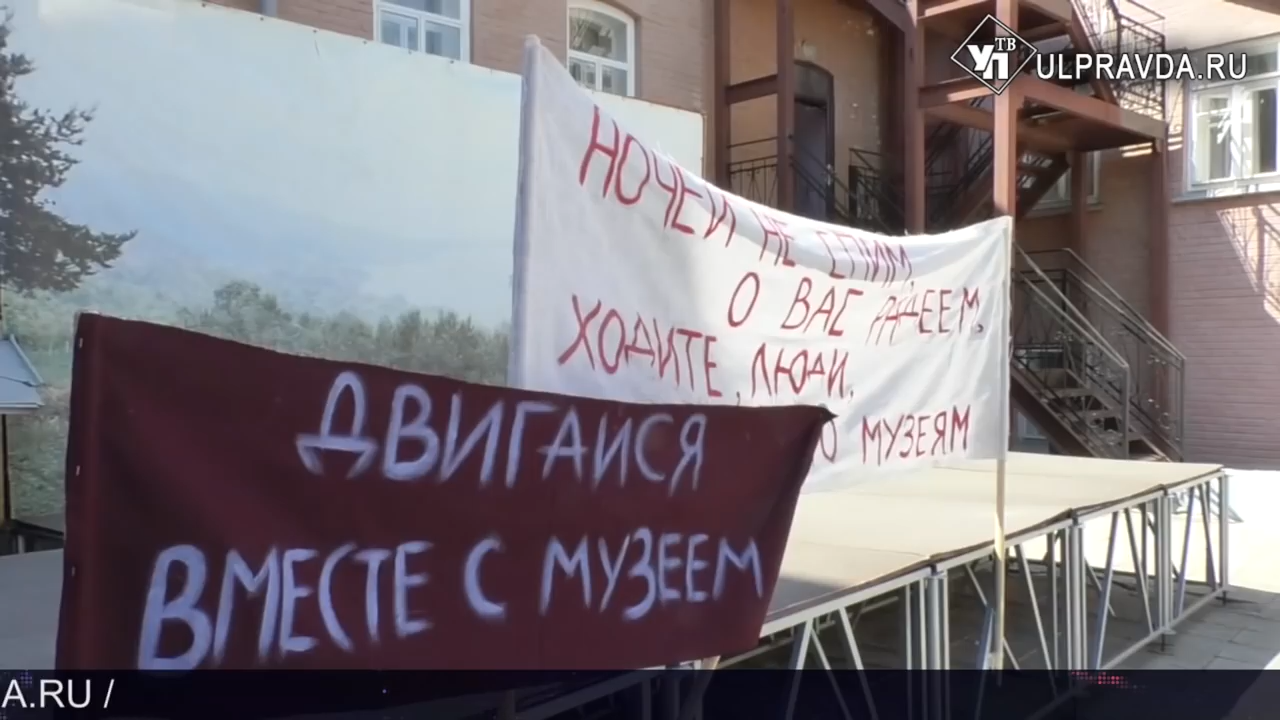 УП ТВ ULPRAVDA.RU
НОЧЕЙ НЕ СПИМ,
О ВАС РАДЕЕМ.
ХОДИТЕ, ЛЮДИ,
МУЗЕЯМ
ДВИГАЙСЯ
ВМЕСТЕ С МУЗЕЕМ
A.RU /